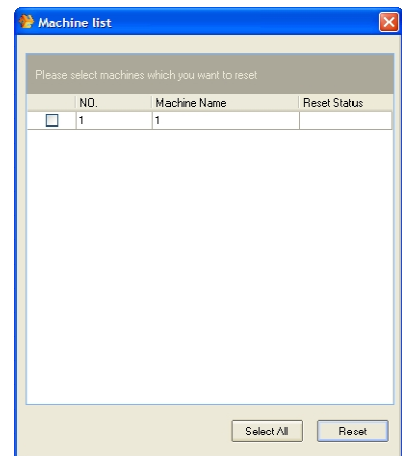 Machine list
Please select machines which you want to reset
NO. Machine Name Reset Status
1 1
Select All Reset